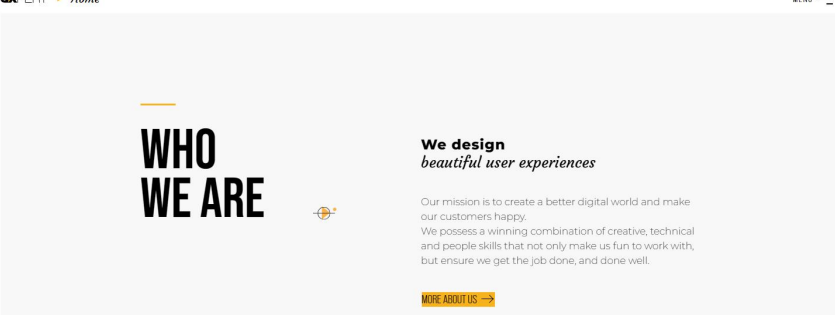 Home
MENU
WHO
WE ARE
We design
beautiful user experiences
Our mission is to create a better digital world and make
our customers happy.
We possess a winning combination of creative, technical
and people skills that not only make us fun to work with,
but ensure we get the job done, and done well.
MORE ABOUT US